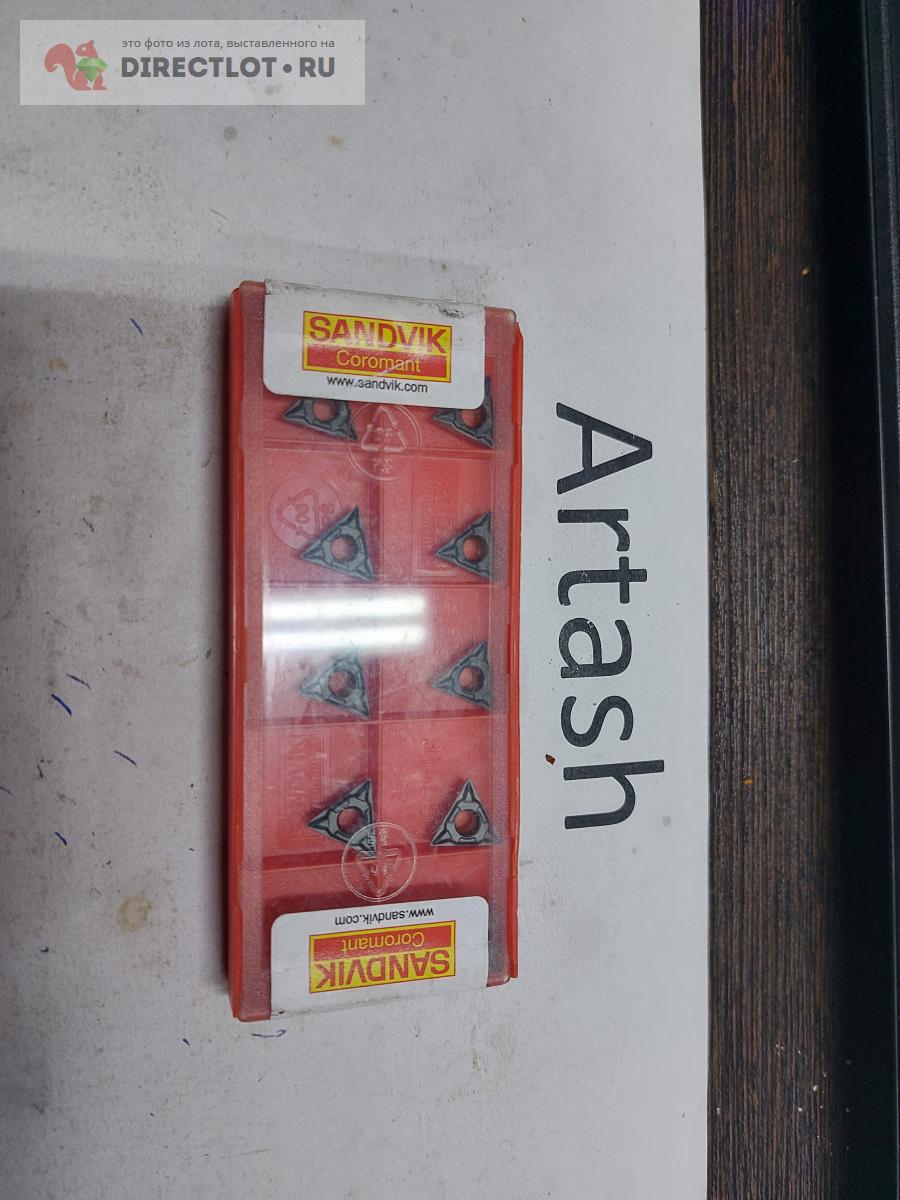 это фото из лота, выставленного на
DIRECTLOT•RU
SANDVIK
Coromant
www.sandvik.com
Artash
www.sandvik.com
Coromant
SANDVIK